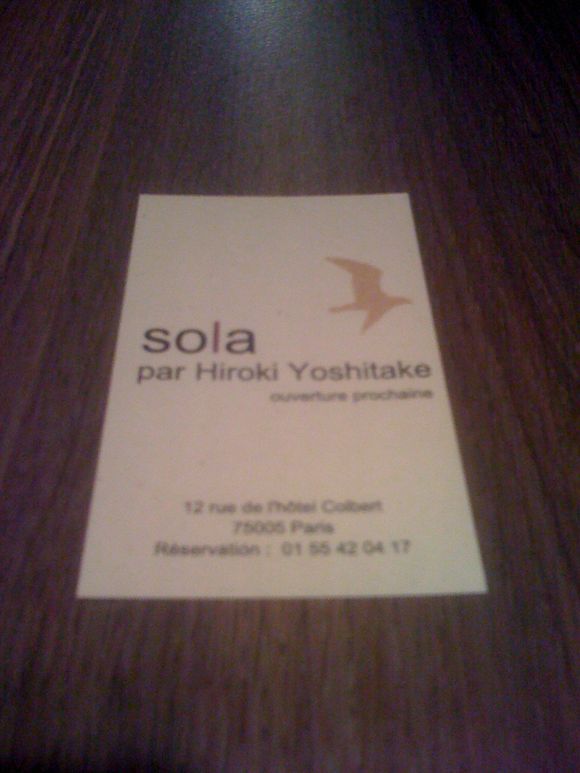 sola
par Hiroki Yoshitake
ouverture prochaine
12 rue de l'hôtel Colbert
75005 Paris
Réservation : 01 55 42 04 17